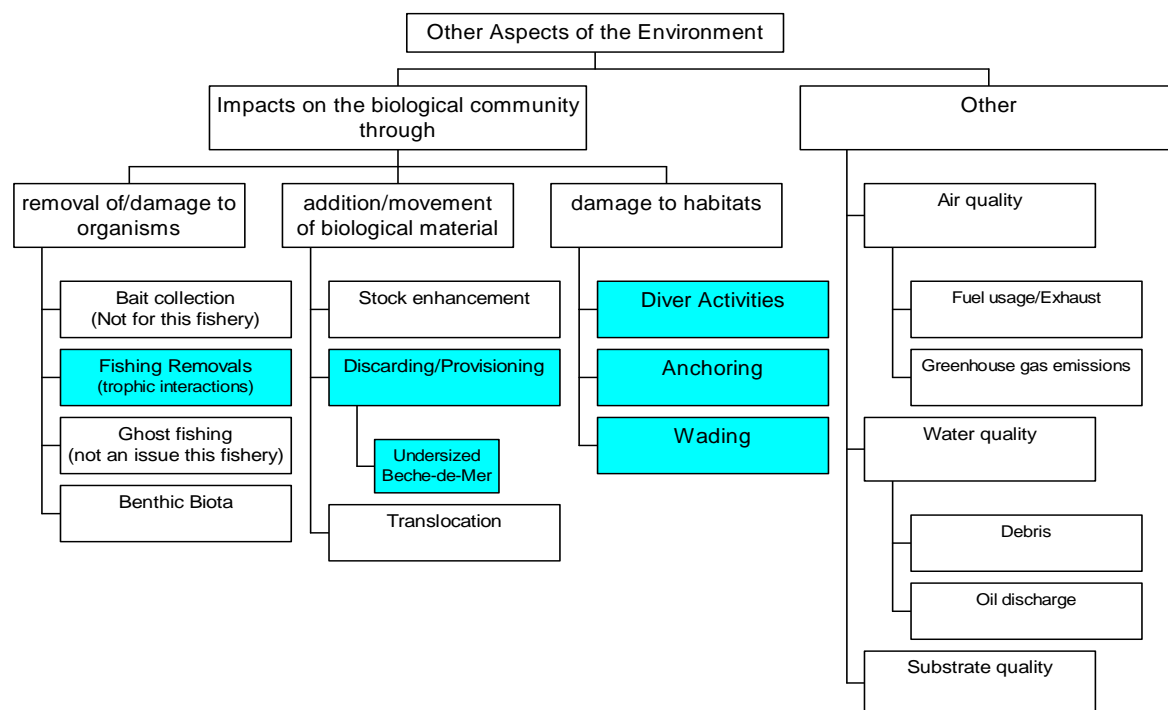 Other Aspects of the Environment
Impacts on the biological community
through
Other
removal of/damage to
organisms
addition/movement
of biological material
damage to habitats
Bait collection
(Not for this fishery)
Fishing Removals
(trophic interactions)
Ghost fishing
(not an issue this fishery)
Benthic Biota
Stock enhancement
Discarding/Provisioning
Undersized
Beche-de-Mer
Translocation
Diver Activities
Anchoring
Wading
Air quality
Fuel usage/Exhaust
Greenhouse gas emissions
Water quality
Debris
Oil discharge
Substrate quality